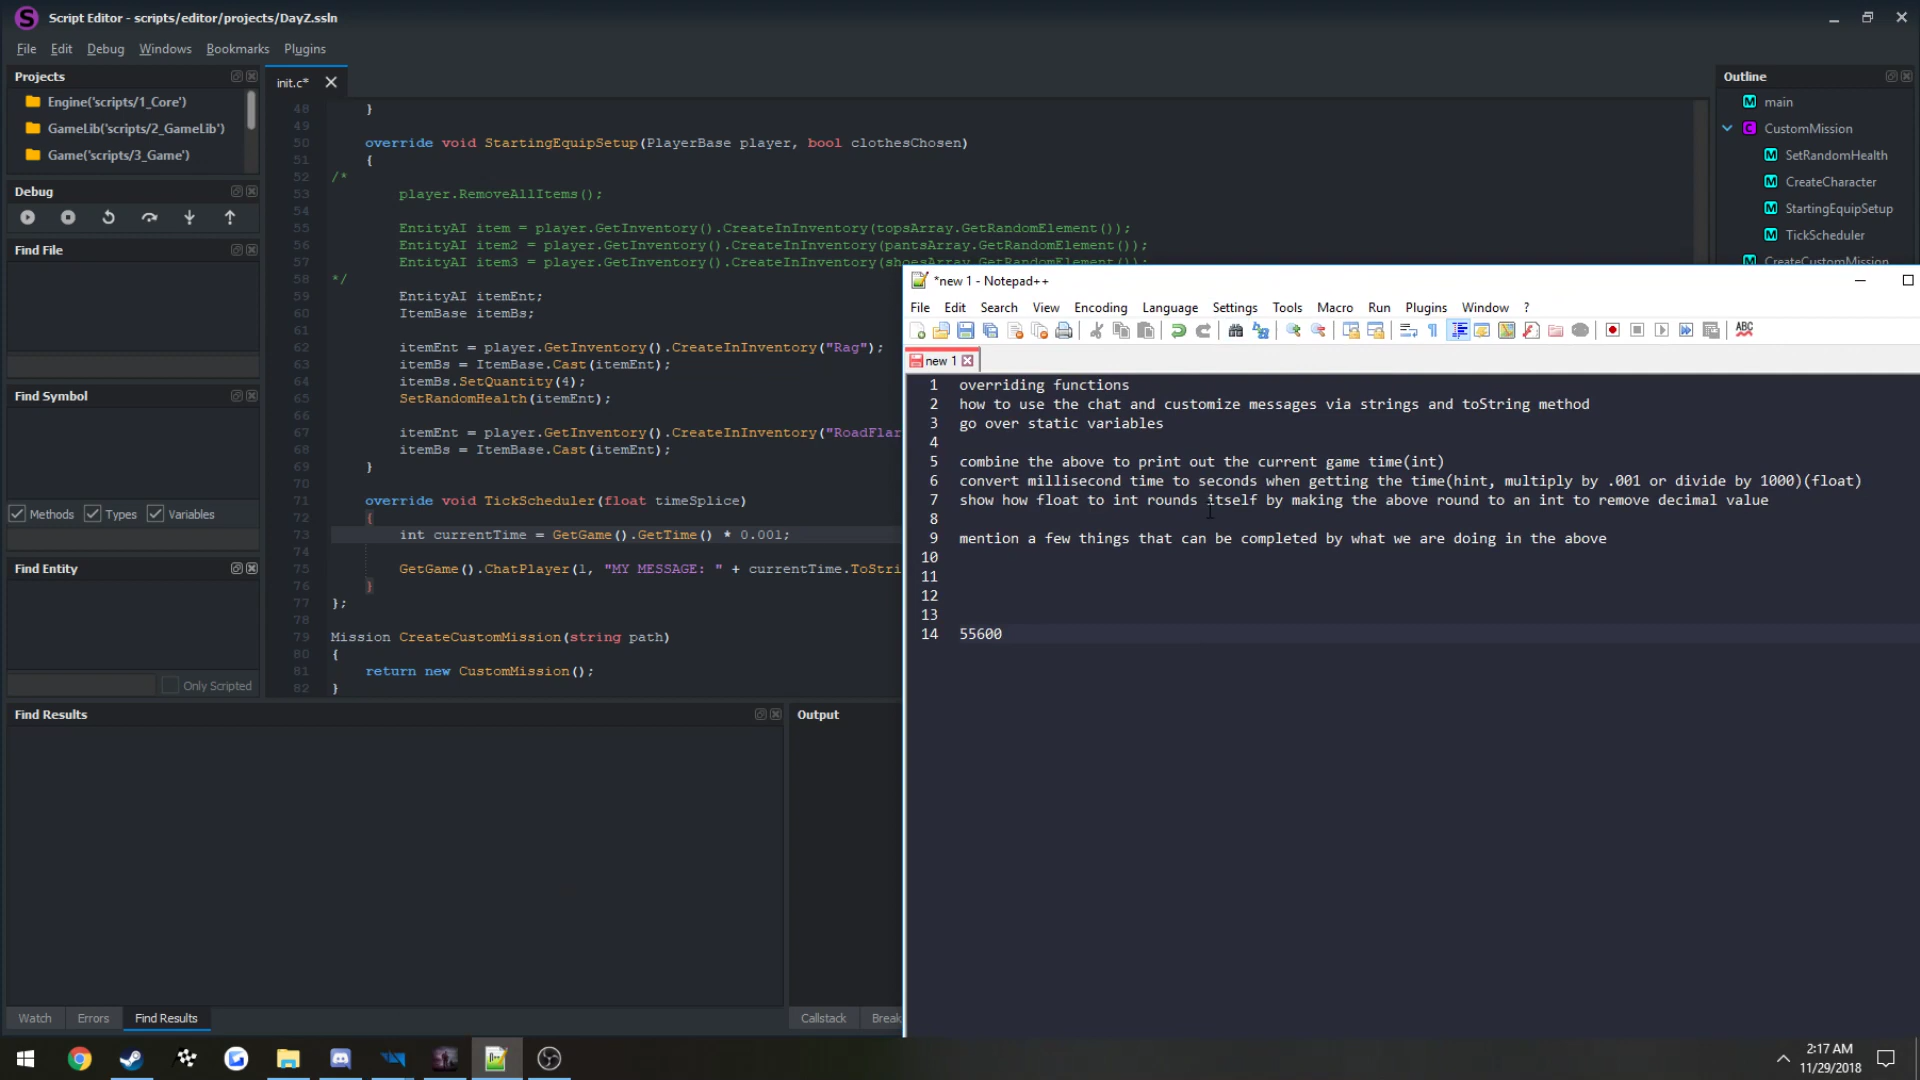 Script Editor - scripts/editor/projects/DayZ.ssln
File Edit Debug Windows Bookmarks Plugins
Projects
Engine('scripts/1_Core')
GameLib('scripts/2_GameLib')
Game('scripts/3_Game')
Debug
Find File
Find Symbol
Methods Types Variables
Find Entity
Only Scripted
init.c*
48 }
49
50 override void StartingEquipSetup(PlayerBase player, bool clothesChosen)
51 {
52 /*
53 player.RemoveAllItems();
54
55 EntityAI item = player.GetInventory().CreateInInventory(topsArray.GetRandomElement());
56 EntityAI item2 = player.GetInventory().CreateInInventory(pantsArray.GetRandomElement());
57 EntityAI item3 = player.GetInventory().CreateInInventory(shoesArray.GetRandomElement());
58 */
59 EntityAI itemEnt;
60 ItemBase itemBs;
61
62 itemEnt = player.GetInventory().CreateInInventory("Rag");
63 itemBs = ItemBase.Cast(itemEnt);
64 itemBs.SetQuantity(4);
65 SetRandomHealth(itemEnt);
66
67 itemEnt = player.GetInventory().CreateInInventory("RoadFlar
68 itemBs = ItemBase.Cast(itemEnt);
69 }
70
71 override void TickScheduler(float timeSplice)
72 {
73 int currentTime = GetGame().GetTime() * 0.001;
74
75 GetGame().ChatPlayer(1, "MY MESSAGE: " + currentTime.ToStri
76 }
77 };
78
79 Mission CreateCustomMission(string path)
80 {
81 return new CustomMission();
82 }
Outline
main
CustomMission
SetRandomHealth
CreateCharacter
StartingEquipSetup
TickScheduler
CreateCustomMission
*new 1 - Notepad++
File Edit Search View Encoding Language Settings Tools Macro Run Plugins Window ?
ABC
new 1
1 overriding functions
2 how to use the chat and customize messages via strings and toString method
3 go over static variables
4
5 combine the above to print out the current game time(int)
6 convert millisecond time to seconds when getting the time(hint, multiply by .001 or divide by 1000)(float)
7 show how float to int rounds itself by making the above round to an int to remove decimal value
8
9 mention a few things that can be completed by what we are doing in the above
10
11
12
13
14 55600
Find Results
Output
Watch Errors Find Results
Callstack Break
2:17 AM
11/29/2018